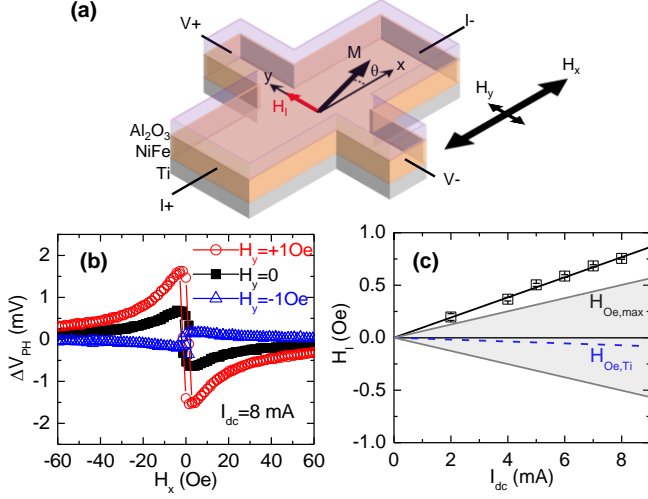 (a)
V+
I-
M
θ
x
y
H_I
H_x
H_y
Al₂O₃
NiFe
Ti
I+
V-
(b)
H_y=+1Oe
H_y=0
H_y=-1Oe
2
1
0
-1
-2
ΔV_PH (mV)
I_dc=8 mA
-60 -40 -20 0 20 40 60
H_x (Oe)
(c)
1.0
0.5
0.0
-0.5
-1.0
H_I (Oe)
H_Oe,max
H_Oe,Ti
0 2 4 6 8
I_dc (mA)